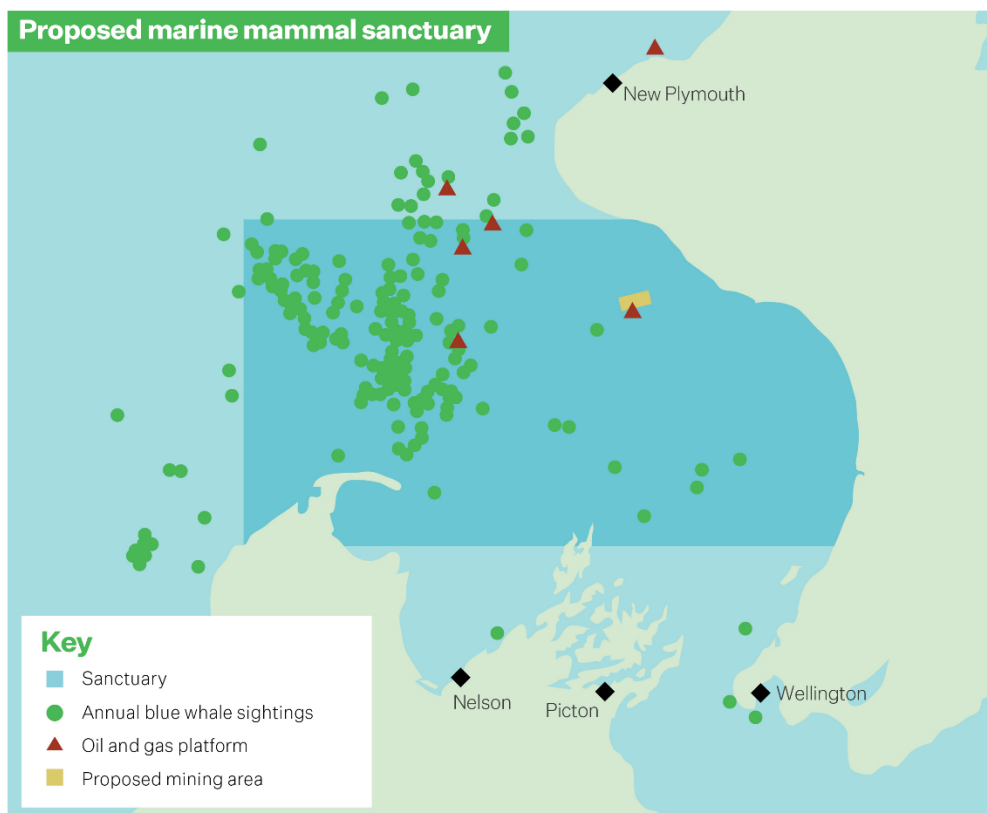 Proposed marine mammal sanctuary
New Plymouth
Key
Sanctuary
Annual blue whale sightings
Oil and gas platform
Proposed mining area
Nelson
Picton
Wellington